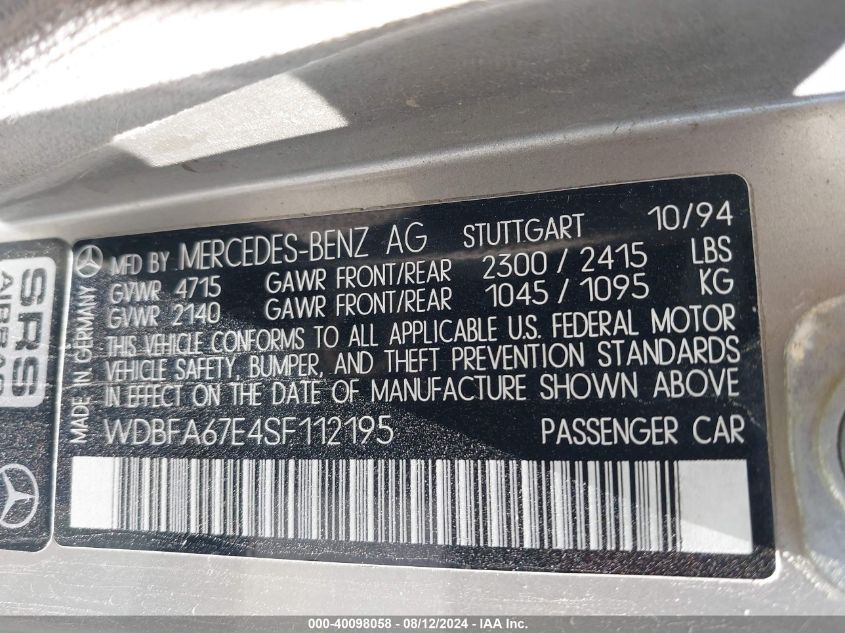 MFD BY MERCEDES-BENZ AG STUTTGART 10/94
GVWR 4715 GAWR FRONT/REAR 2300 / 2415 LBS
GVWR 2140 GAWR FRONT/REAR 1045 / 1095 KG
THIS VEHICLE CONFORMS TO ALL APPLICABLE U.S. FEDERAL MOTOR
VEHICLE SAFETY, BUMPER, AND THEFT PREVENTION STANDARDS
IN EFFECT ON THE DATE OF MANUFACTURE SHOWN ABOVE
WDBFA67E4SF112195 PASSENGER CAR
MADE IN GERMANY
SRS
000-40098058 - 08/12/2024 - IAA Inc.